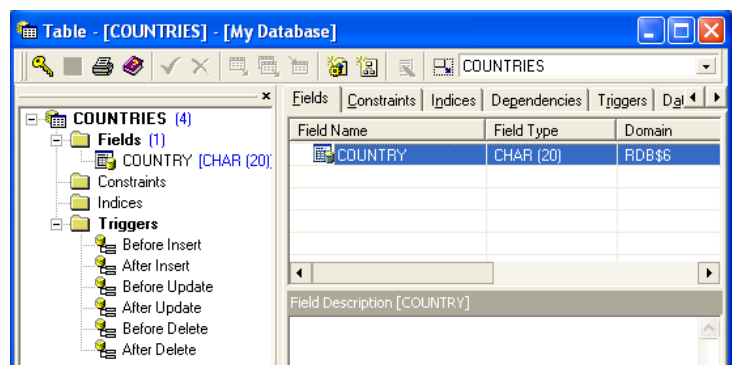 Table - [COUNTRIES] - [My Database]
COUNTRIES
COUNTRIES (4)
Fields (1)
COUNTRY [CHAR (20)]
Constraints
Indices
Triggers
Before Insert
After Insert
Before Update
After Update
Before Delete
After Delete
Fields Constraints Indices Dependencies Triggers Dat
Field Name Field Type Domain
COUNTRY CHAR (20) RDB$6
Field Description [COUNTRY]